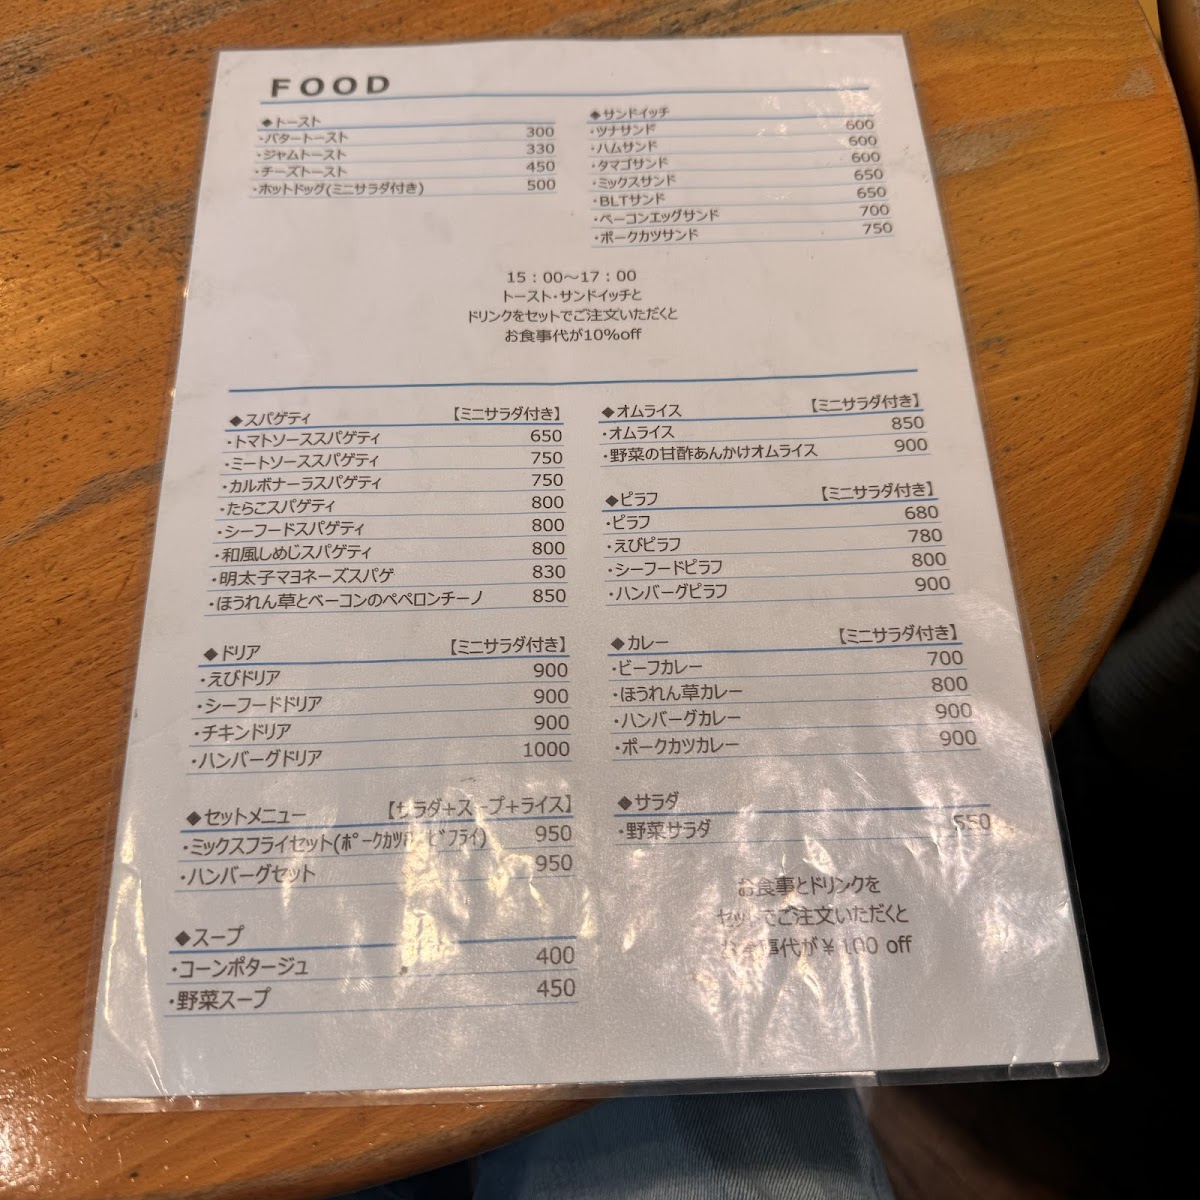 FOOD
◆トースト
・バタートースト 300
・ジャムトースト 330
・チーズトースト 450
・ホットドッグ(ミニサラダ付き) 500
◆サンドイッチ
・ツナサンド 600
・ハムサンド 600
・タマゴサンド 600
・ミックスサンド 650
・BLTサンド 650
・ベーコンエッグサンド 700
・ポークカツサンド 750
15：00～17：00
トースト・サンドイッチと
ドリンクをセットでご注文いただくと
お食事代が10%off
◆スパゲティ 【ミニサラダ付き】
・トマトソーススパゲティ 650
・ミートソーススパゲティ 750
・カルボナーラスパゲティ 750
・たらこスパゲティ 800
・シーフードスパゲティ 800
・和風しめじスパゲティ 800
・明太子マヨネーズスパゲ 830
・ほうれん草とベーコンのペペロンチーノ 850
◆ドリア 【ミニサラダ付き】
・えびドリア 900
・シーフードドリア 900
・チキンドリア 900
・ハンバーグドリア 1000
◆セットメニュー 【サラダ+スープ+ライス】
・ミックスフライセット(ﾎﾟｰｸｶﾂ ﾋﾞﾌﾗｲ) 950
・ハンバーグセット 950
◆スープ
・コーンポタージュ 400
・野菜スープ 450
◆オムライス 【ミニサラダ付き】
・オムライス 850
・野菜の甘酢あんかけオムライス 900
◆ピラフ 【ミニサラダ付き】
・ピラフ 680
・えびピラフ 780
・シーフードピラフ 800
・ハンバーグピラフ 900
◆カレー 【ミニサラダ付き】
・ビーフカレー 700
・ほうれん草カレー 800
・ハンバーグカレー 900
・ポークカツカレー 900
◆サラダ
・野菜サラダ 550
お食事とドリンクを
セットでご注文いただくと
お食事代が￥100 off